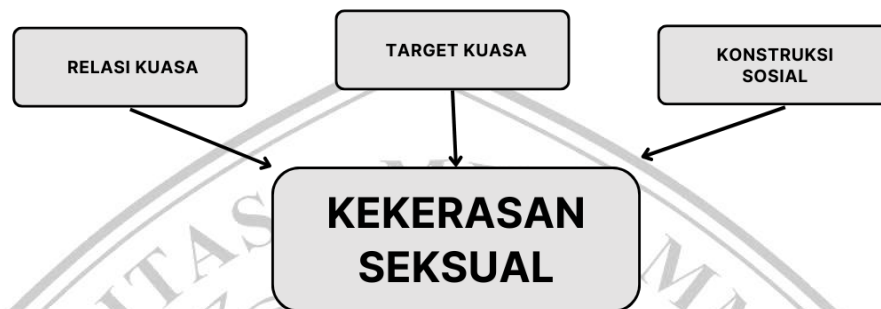 RELASI KUASA
TARGET KUASA
KONSTRUKSI
SOSIAL
KEKERASAN
SEKSUAL